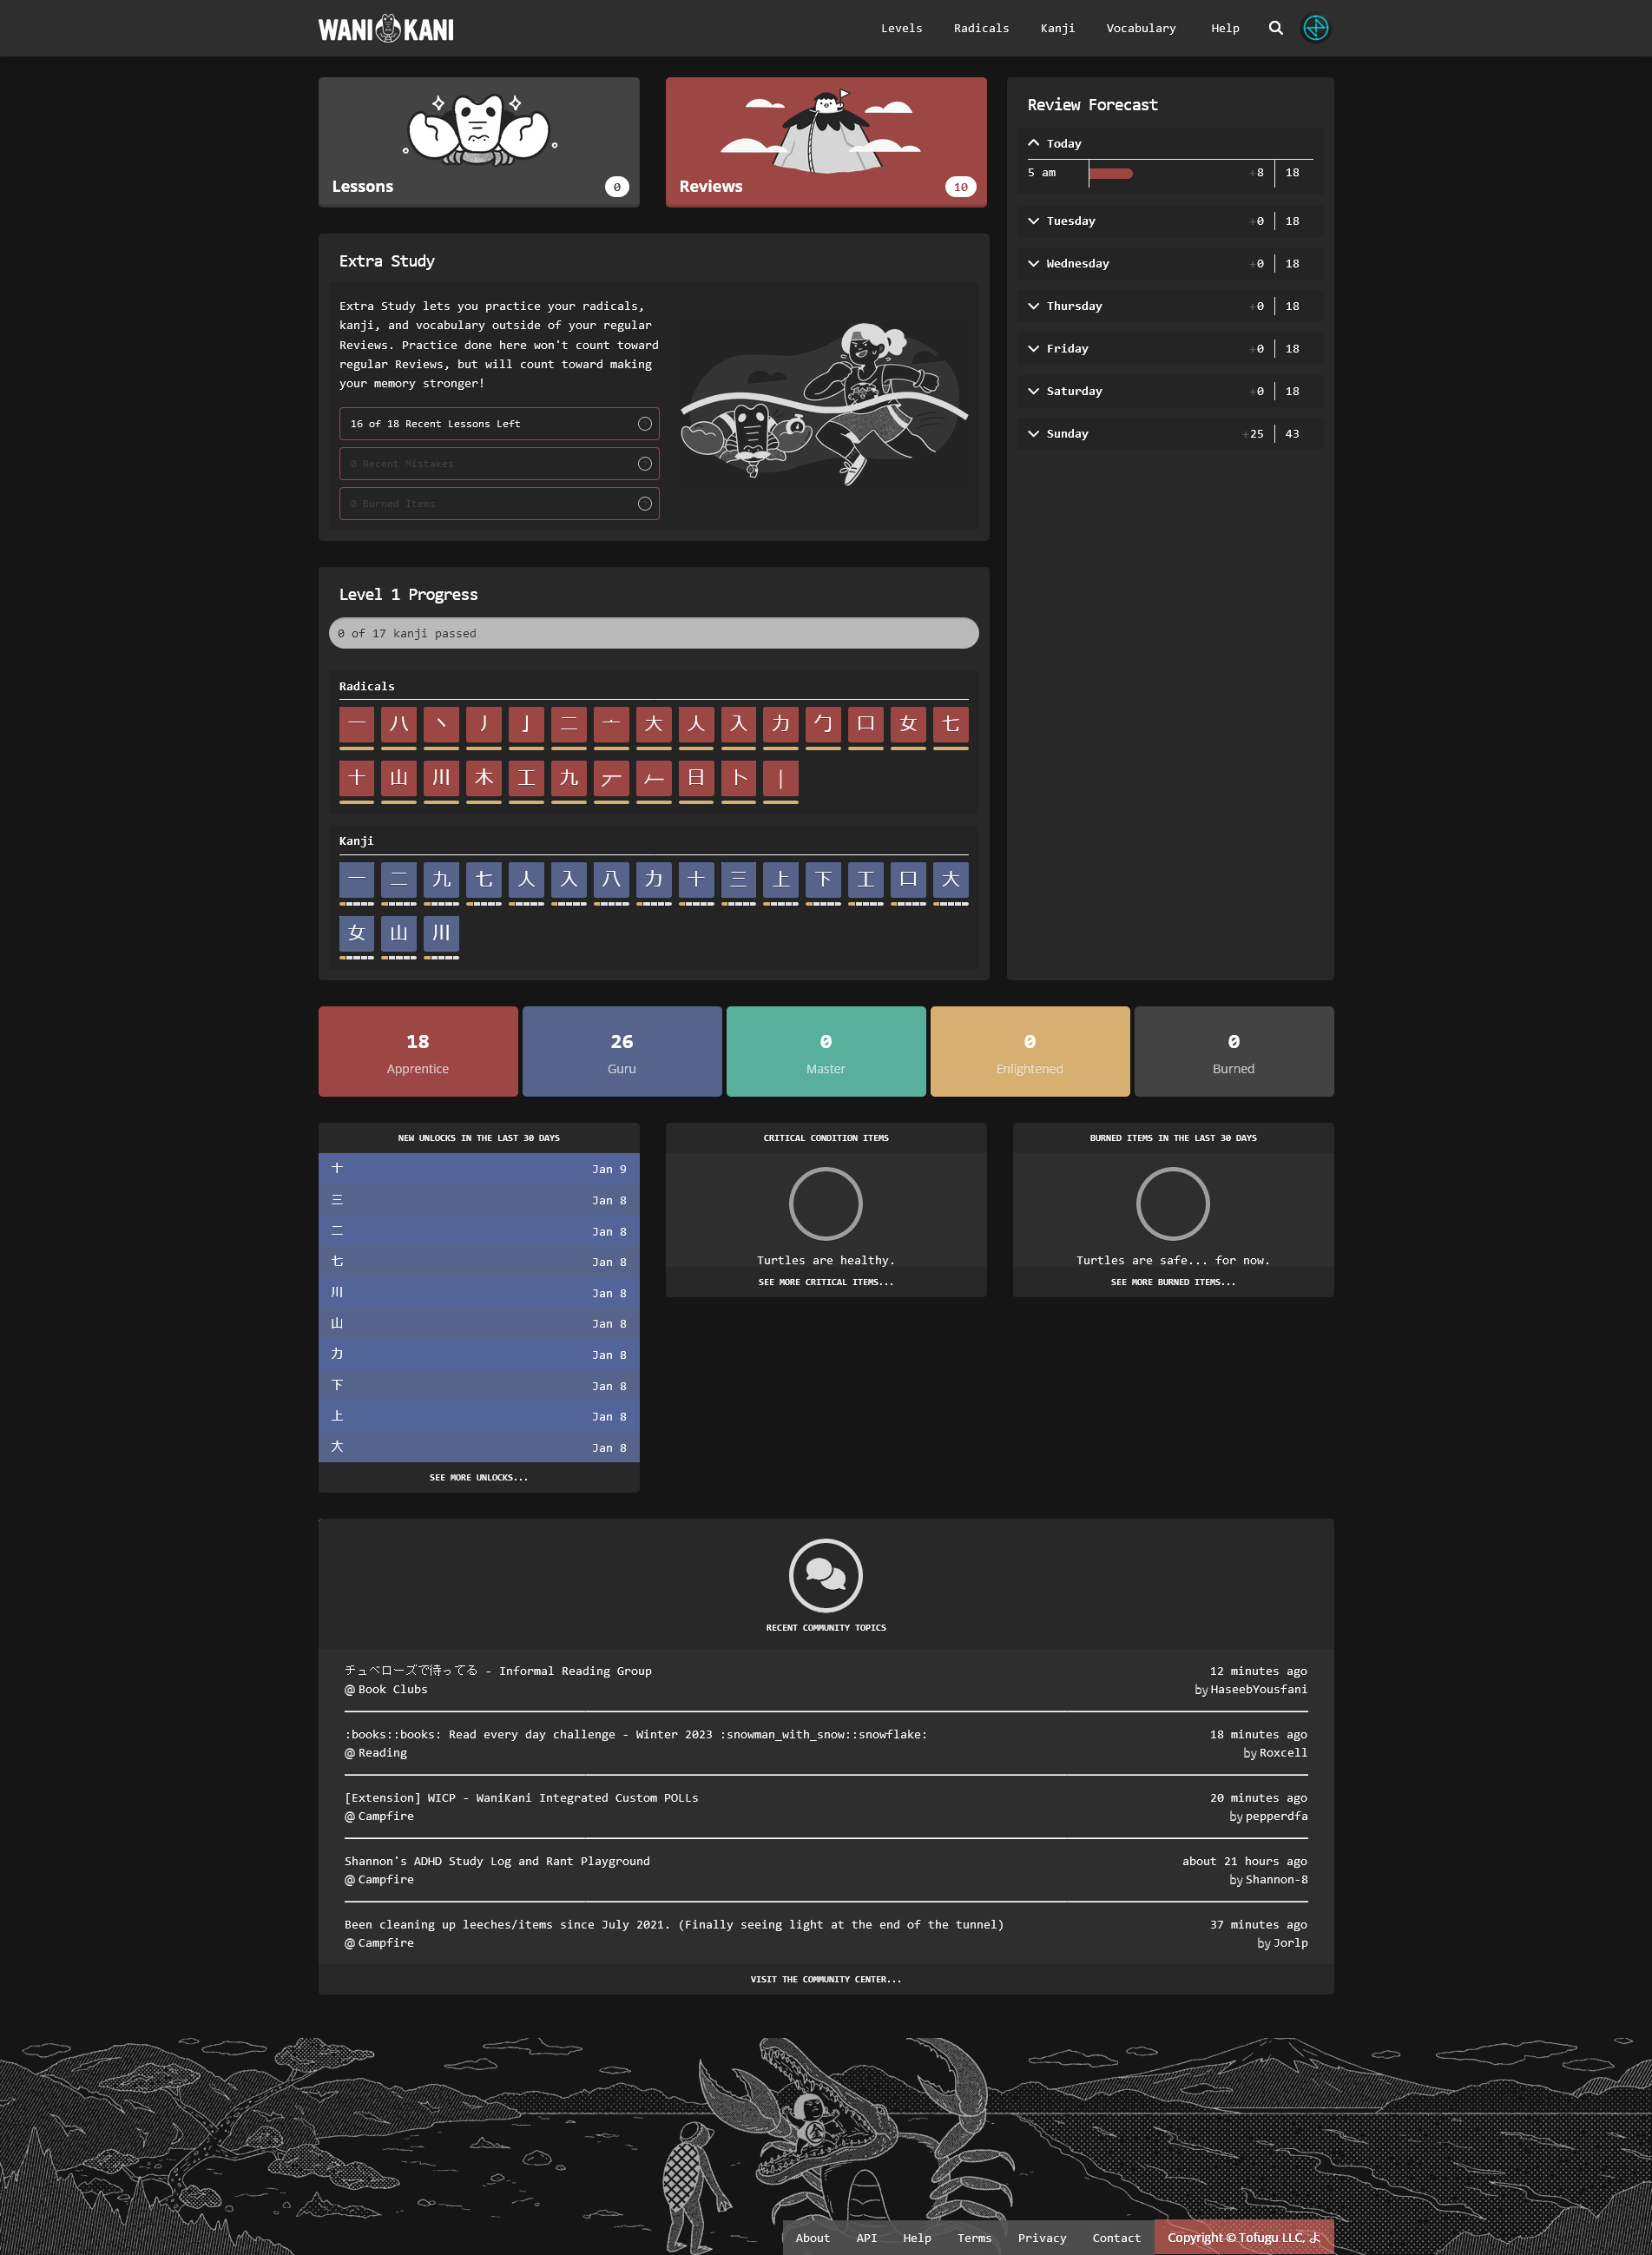 WANIKANI
Levels Radicals Kanji Vocabulary Help
Lessons 0
Reviews 10
Extra Study
Extra Study lets you practice your radicals,
kanji, and vocabulary outside of your regular
Reviews. Practice done here won't count toward
regular Reviews, but will count toward making
your memory stronger!
16 of 18 Recent Lessons Left
0 Recent Mistakes
0 Burned Items
Review Forecast
Today
5 am +8 18
Tuesday +0 18
Wednesday +0 18
Thursday +0 18
Friday +0 18
Saturday +0 18
Sunday +25 43
Level 1 Progress
0 of 17 kanji passed
Radicals
一 八 丶 丿 亅 二 亠 大 人 入 力 勹 口 女 七
十 山 川 木 工 九 丆 𠂉 日 ト 丨
Kanji
一 二 九 七 人 入 八 力 十 三 上 下 工 口 大
女 山 川
18 26 0 0 0
Apprentice Guru Master Enlightened Burned
NEW UNLOCKS IN THE LAST 30 DAYS
十 Jan 9
三 Jan 8
二 Jan 8
七 Jan 8
川 Jan 8
山 Jan 8
力 Jan 8
下 Jan 8
上 Jan 8
大 Jan 8
SEE MORE UNLOCKS...
CRITICAL CONDITION ITEMS
Turtles are healthy.
SEE MORE CRITICAL ITEMS...
BURNED ITEMS IN THE LAST 30 DAYS
Turtles are safe... for now.
SEE MORE BURNED ITEMS...
RECENT COMMUNITY TOPICS
チュベローズで待ってる - Informal Reading Group 12 minutes ago
@ Book Clubs by HaseebYousfani
:books::books: Read every day challenge - Winter 2023 :snowman_with_snow::snowflake: 18 minutes ago
@ Reading by Roxcell
[Extension] WICP - WaniKani Integrated Custom POLLs 20 minutes ago
@ Campfire by pepperdfa
Shannon's ADHD Study Log and Rant Playground about 21 hours ago
@ Campfire by Shannon-8
Been cleaning up leeches/items since July 2021. (Finally seeing light at the end of the tunnel) 37 minutes ago
@ Campfire by Jorlp
VISIT THE COMMUNITY CENTER...
About API Help Terms Privacy Contact Copyright © Tofugu LLC, よ